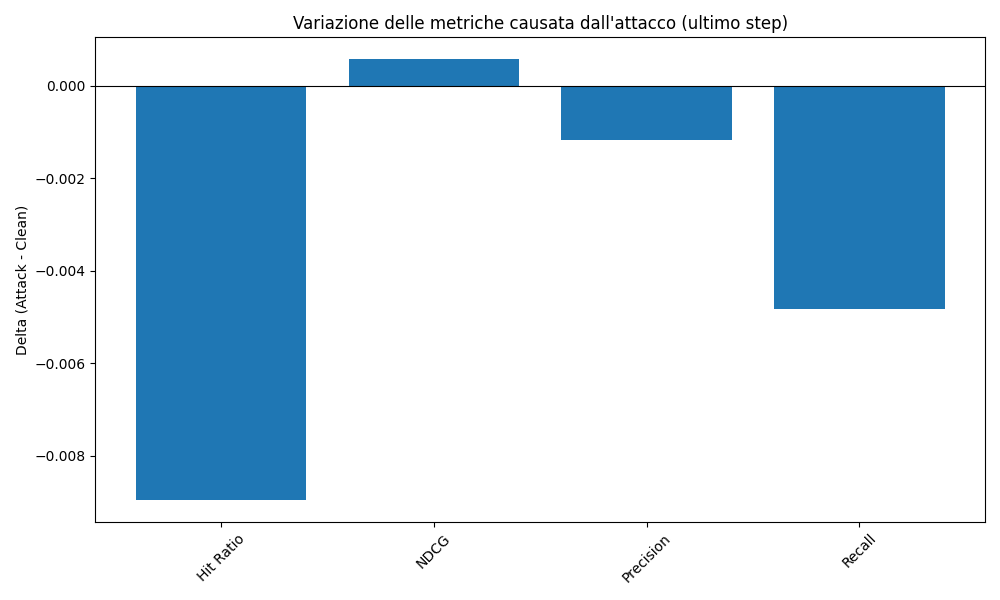 Variazione delle metriche causata dall'attacco (ultimo step)
Delta (Attack - Clean)
0.000
−0.002
−0.004
−0.006
−0.008
Hit Ratio
NDCG
Precision
Recall